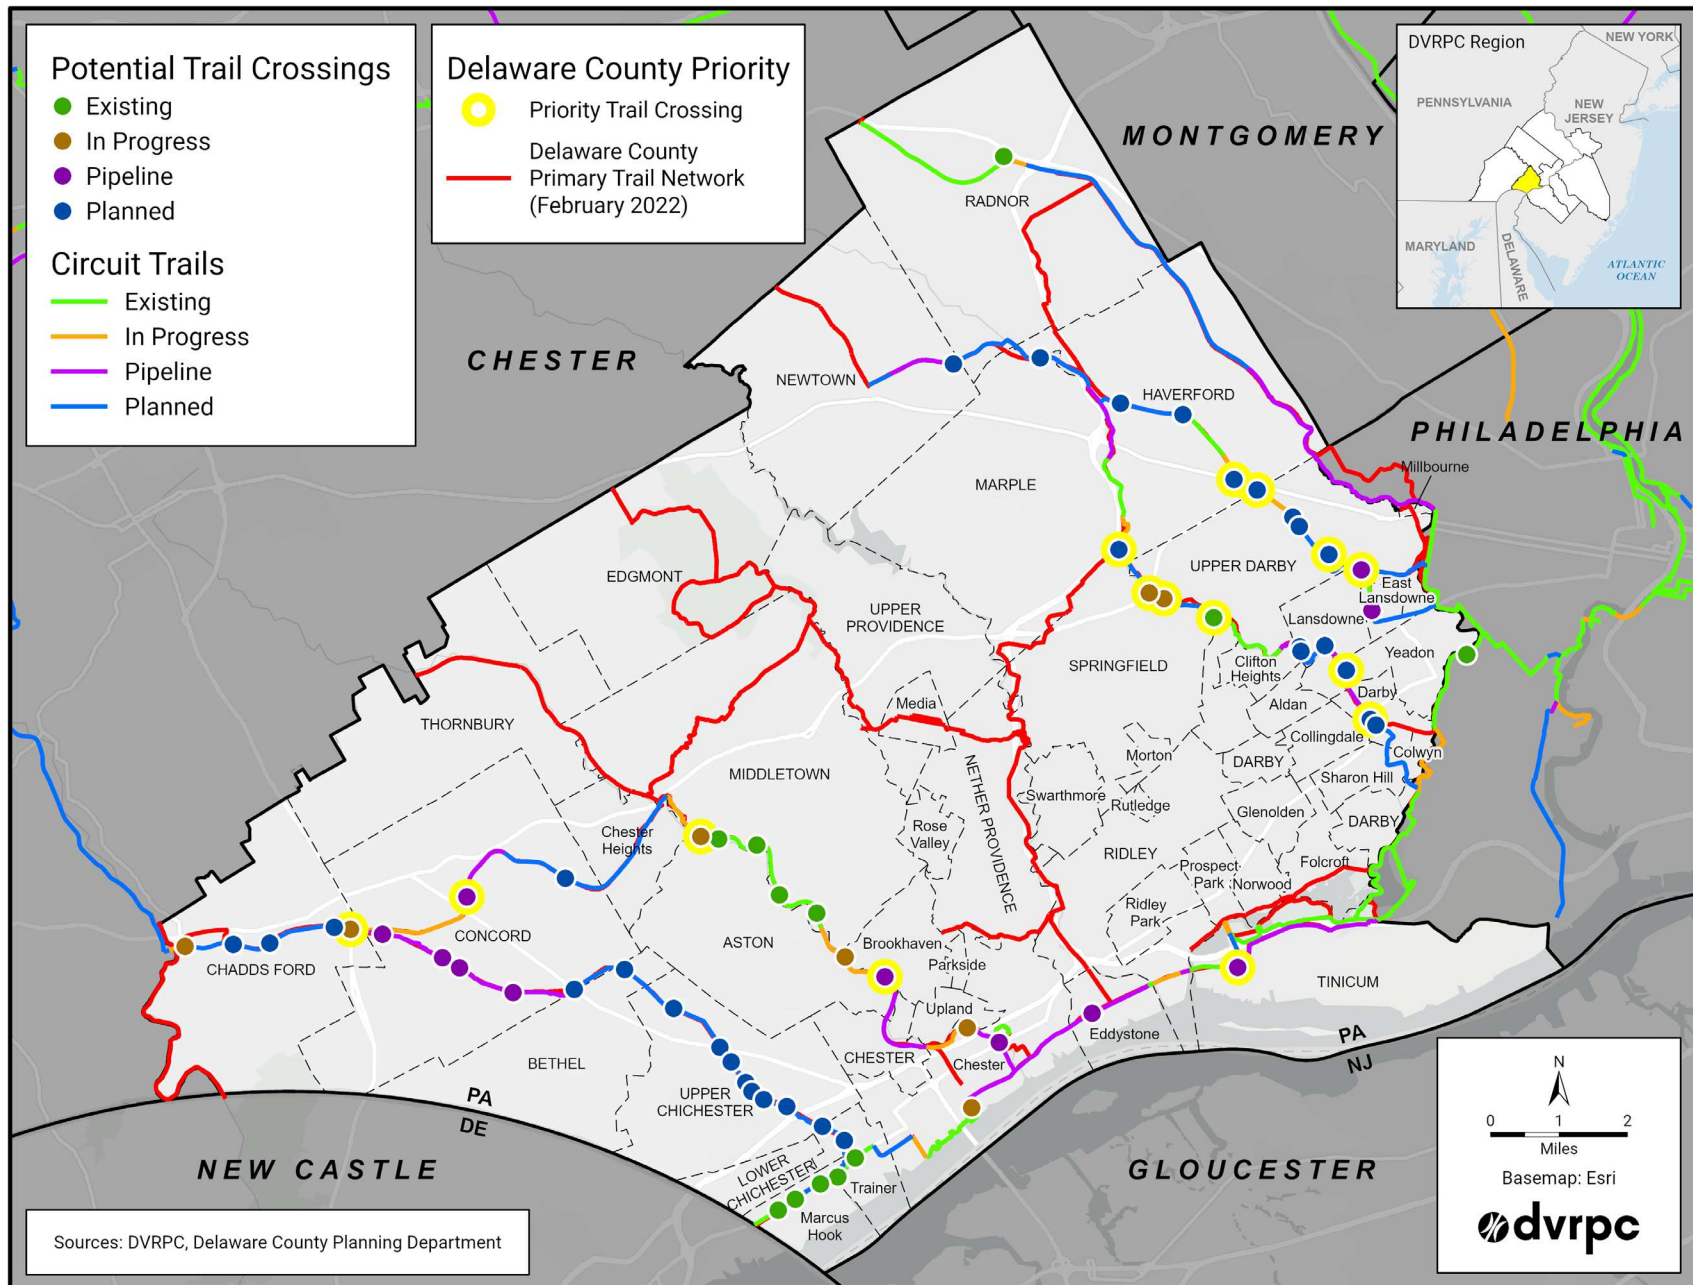 Potential Trail Crossings
Existing
In Progress
Pipeline
Planned
Circuit Trails
Existing
In Progress
Pipeline
Planned
Delaware County Priority
Priority Trail Crossing
Delaware County
Primary Trail Network
(February 2022)
DVRPC Region
NEW YORK
PENNSYLVANIA
NEW
JERSEY
MARYLAND
DELAWARE
ATLANTIC
OCEAN
MONTGOMERY
CHESTER
PHILADELPHIA
RADNOR
NEWTOWN
HAVERFORD
MARPLE
Millbourne
EDGMONT
UPPER
PROVIDENCE
UPPER DARBY
East
Lansdowne
Lansdowne
Yeadon
SPRINGFIELD
Clifton
Heights
Aldan
Darby
Collingdale
Colwyn
THORNBURY
Media
MIDDLETOWN
NETHER PROVIDENCE
Morton
DARBY
Sharon Hill
Swarthmore
Rutledge
Glenolden
DARBY
Chester
Heights
Rose
Valley
RIDLEY
Prospect
Park
Norwood
Folcroft
Ridley
Park
CONCORD
CHADDS FORD
ASTON
Brookhaven
Parkside
TINICUM
Upland
Eddystone
CHESTER
Chester
BETHEL
UPPER
CHICHESTER
PA
DE
PA
NJ
LOWER
CHICHESTER
Trainer
Marcus
Hook
NEW CASTLE
GLOUCESTER
Sources: DVRPC, Delaware County Planning Department
N
0 1 2
Miles
Basemap: Esri
dvrpc